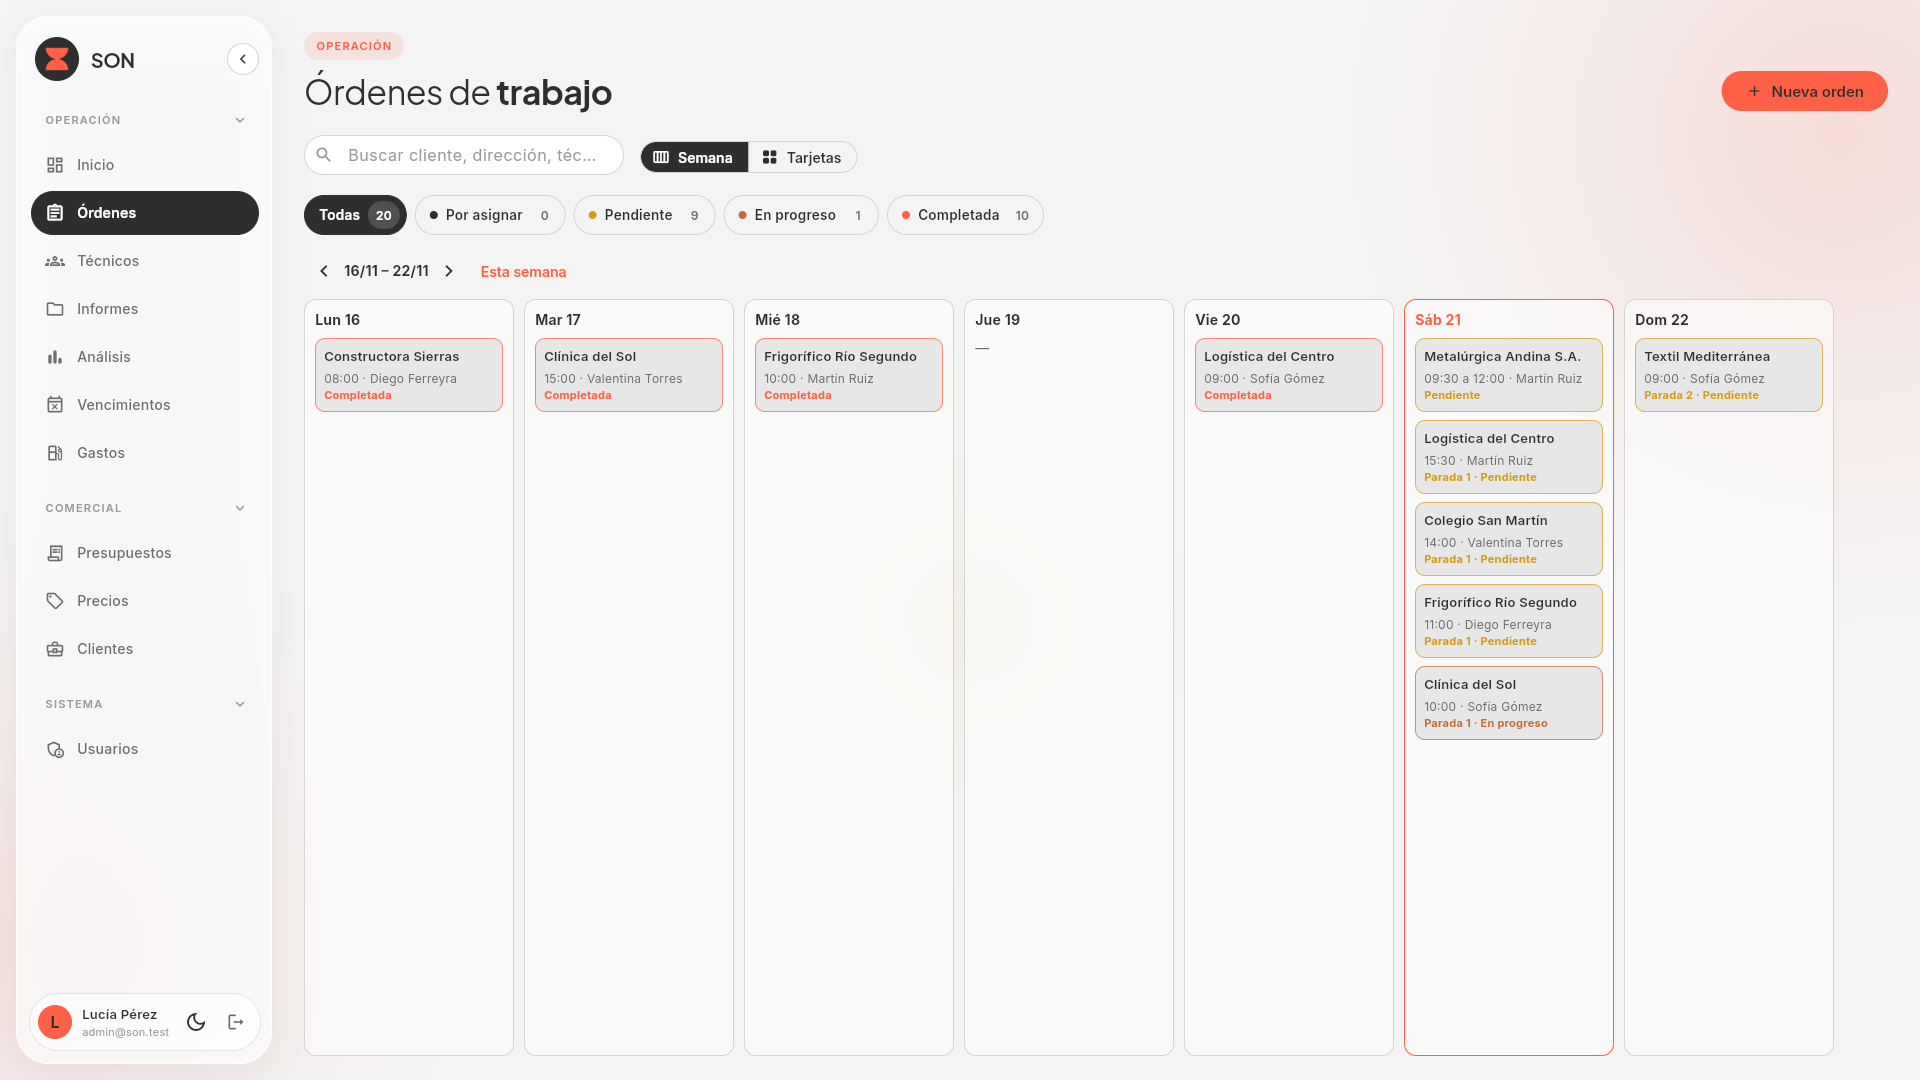 SON
OPERACIÓN
Inicio
Órdenes
Técnicos
Informes
Análisis
Vencimientos
Gastos
COMERCIAL
Presupuestos
Precios
Clientes
SISTEMA
Usuarios
L
Lucía Pérez
admin@son.test
OPERACIÓN
Órdenes de trabajo
Nueva orden
Buscar cliente, dirección, téc...
Semana
Tarjetas
Todas 20
Por asignar 0
Pendiente 9
En progreso 1
Completada 10
16/11 – 22/11
Esta semana
Lun 16
Constructora Sierras
08:00 · Diego Ferreyra
Completada
Mar 17
Clínica del Sol
15:00 · Valentina Torres
Completada
Mié 18
Frigorífico Río Segundo
10:00 · Martín Ruiz
Completada
Jue 19
—
Vie 20
Logística del Centro
09:00 · Sofía Gómez
Completada
Sáb 21
Metalúrgica Andina S.A.
09:30 a 12:00 · Martín Ruiz
Pendiente
Logística del Centro
15:30 · Martín Ruiz
Parada 1 · Pendiente
Colegio San Martín
14:00 · Valentina Torres
Parada 1 · Pendiente
Frigorífico Río Segundo
11:00 · Diego Ferreyra
Parada 1 · Pendiente
Clínica del Sol
10:00 · Sofía Gómez
Parada 1 · En progreso
Dom 22
Textil Mediterránea
09:00 · Sofía Gómez
Parada 2 · Pendiente